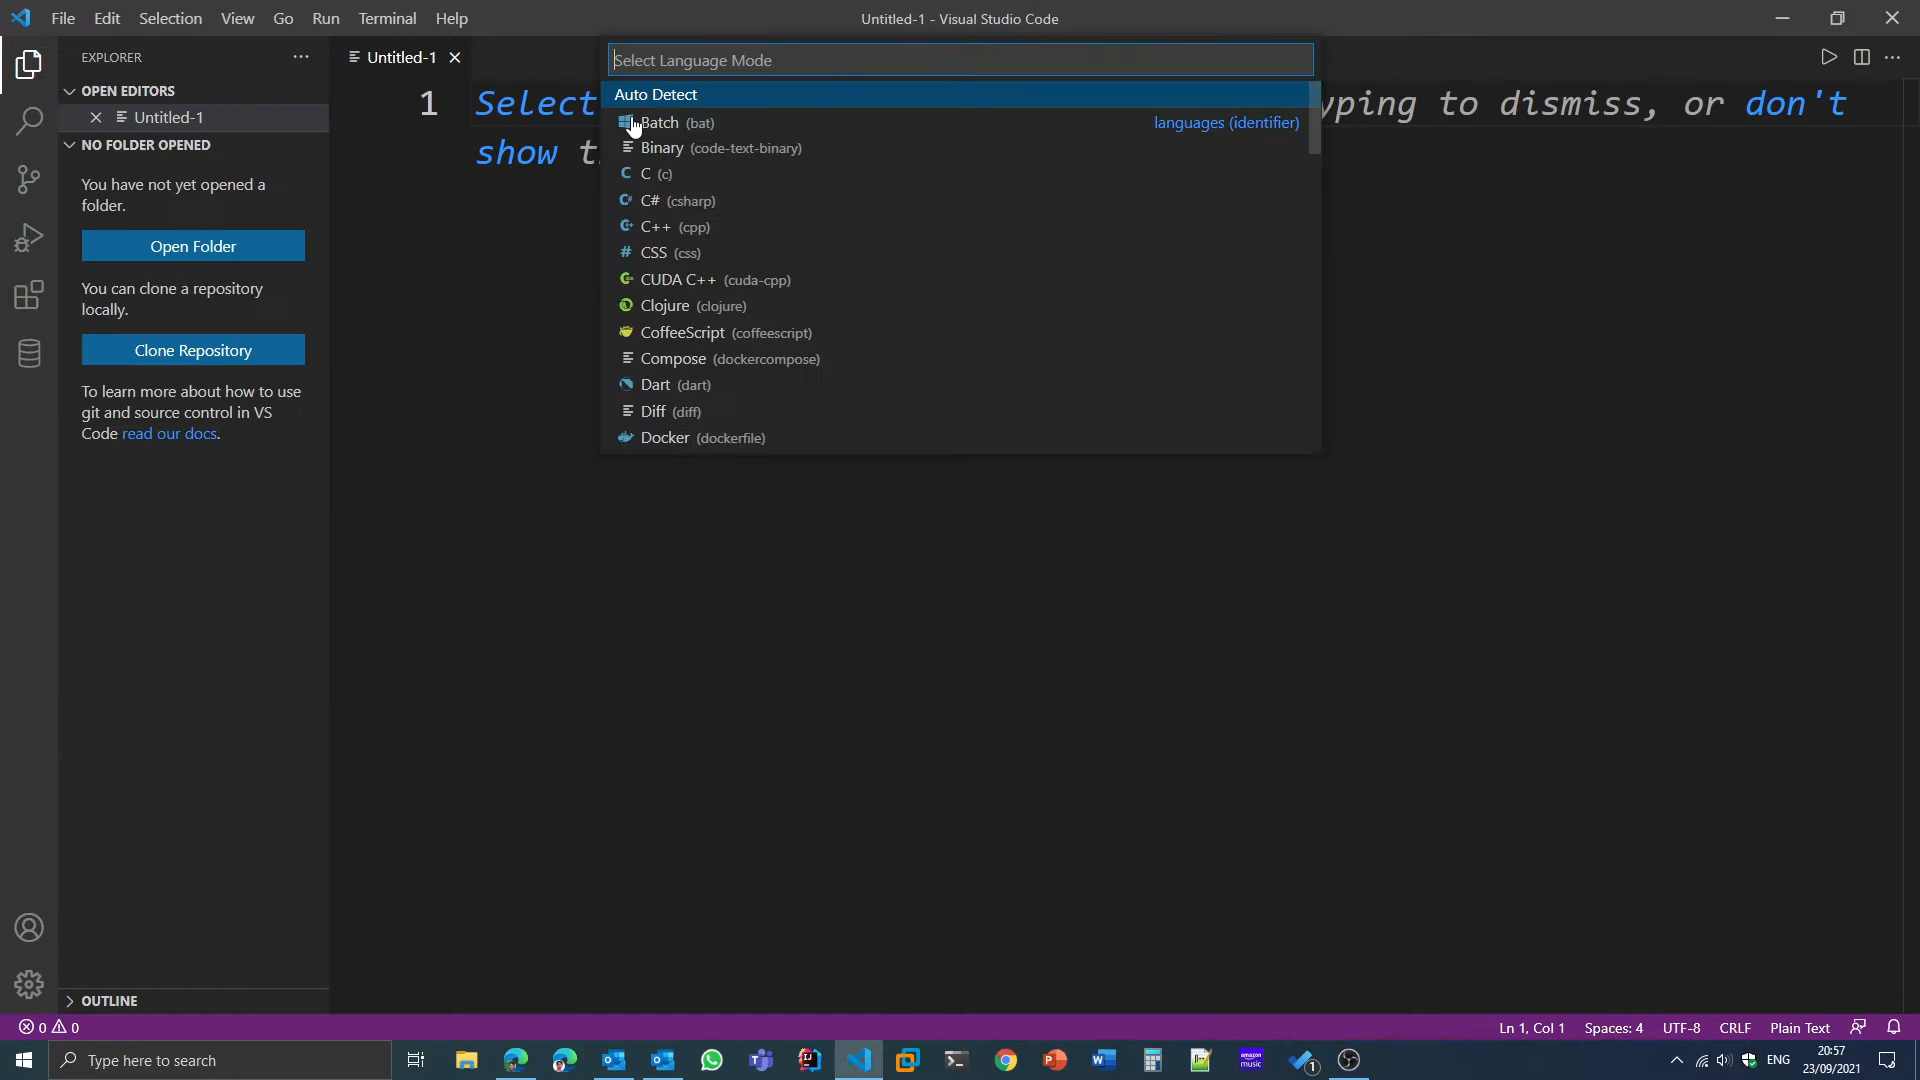 File Edit Selection View Go Run Terminal Help
Untitled-1 - Visual Studio Code
EXPLORER
OPEN EDITORS
Untitled-1
NO FOLDER OPENED
You have not yet opened a
folder.
Open Folder
You can clone a repository
locally.
Clone Repository
To learn more about how to use
git and source control in VS
Code read our docs.
OUTLINE
Untitled-1
1 Select
yping to dismiss, or don't
show
Select Language Mode
Auto Detect
Batch (bat) languages (identifier)
Binary (code-text-binary)
C (c)
C# (csharp)
C++ (cpp)
CSS (css)
CUDA C++ (cuda-cpp)
Clojure (clojure)
CoffeeScript (coffeescript)
Compose (dockercompose)
Dart (dart)
Diff (diff)
Docker (dockerfile)
0 0
Ln 1, Col 1 Spaces: 4 UTF-8 CRLF Plain Text
Type here to search
amazon music
1
ENG
20:57
23/09/2021